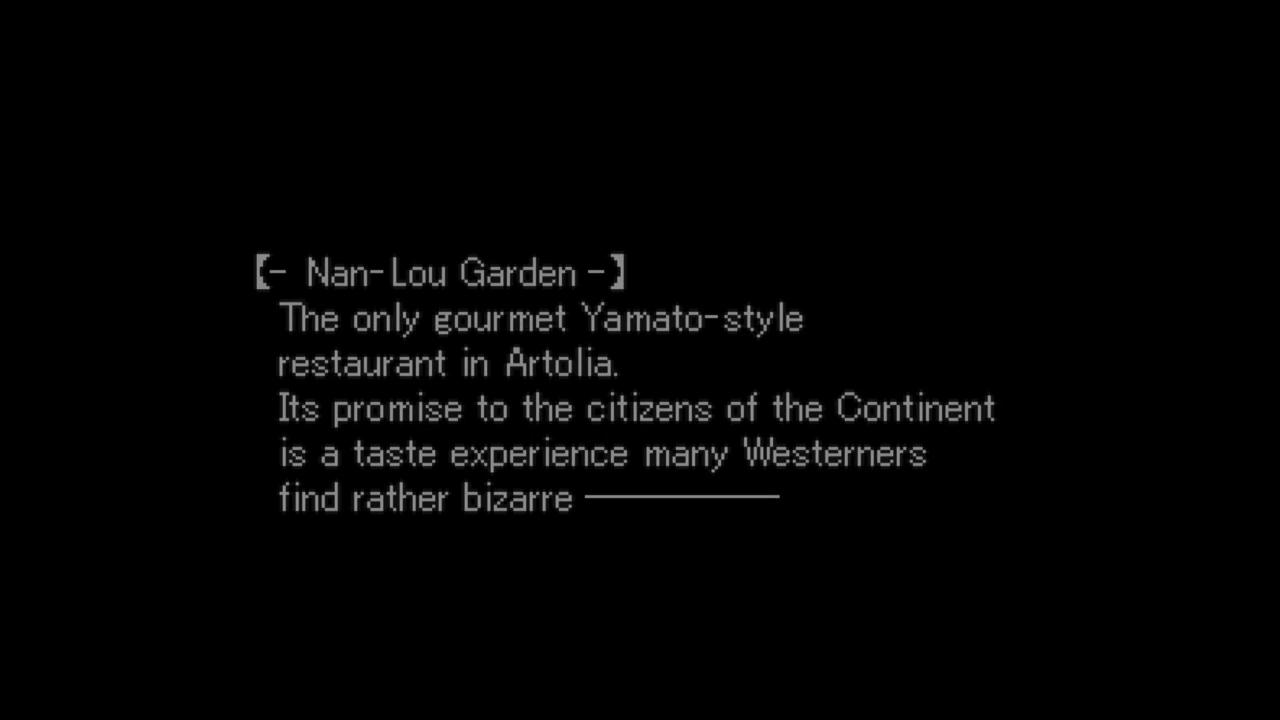 【- Nan-Lou Garden -】
The only gourmet Yamato-style
restaurant in Artolia.
Its promise to the citizens of the Continent
is a taste experience many Westerners
find rather bizarre ─────